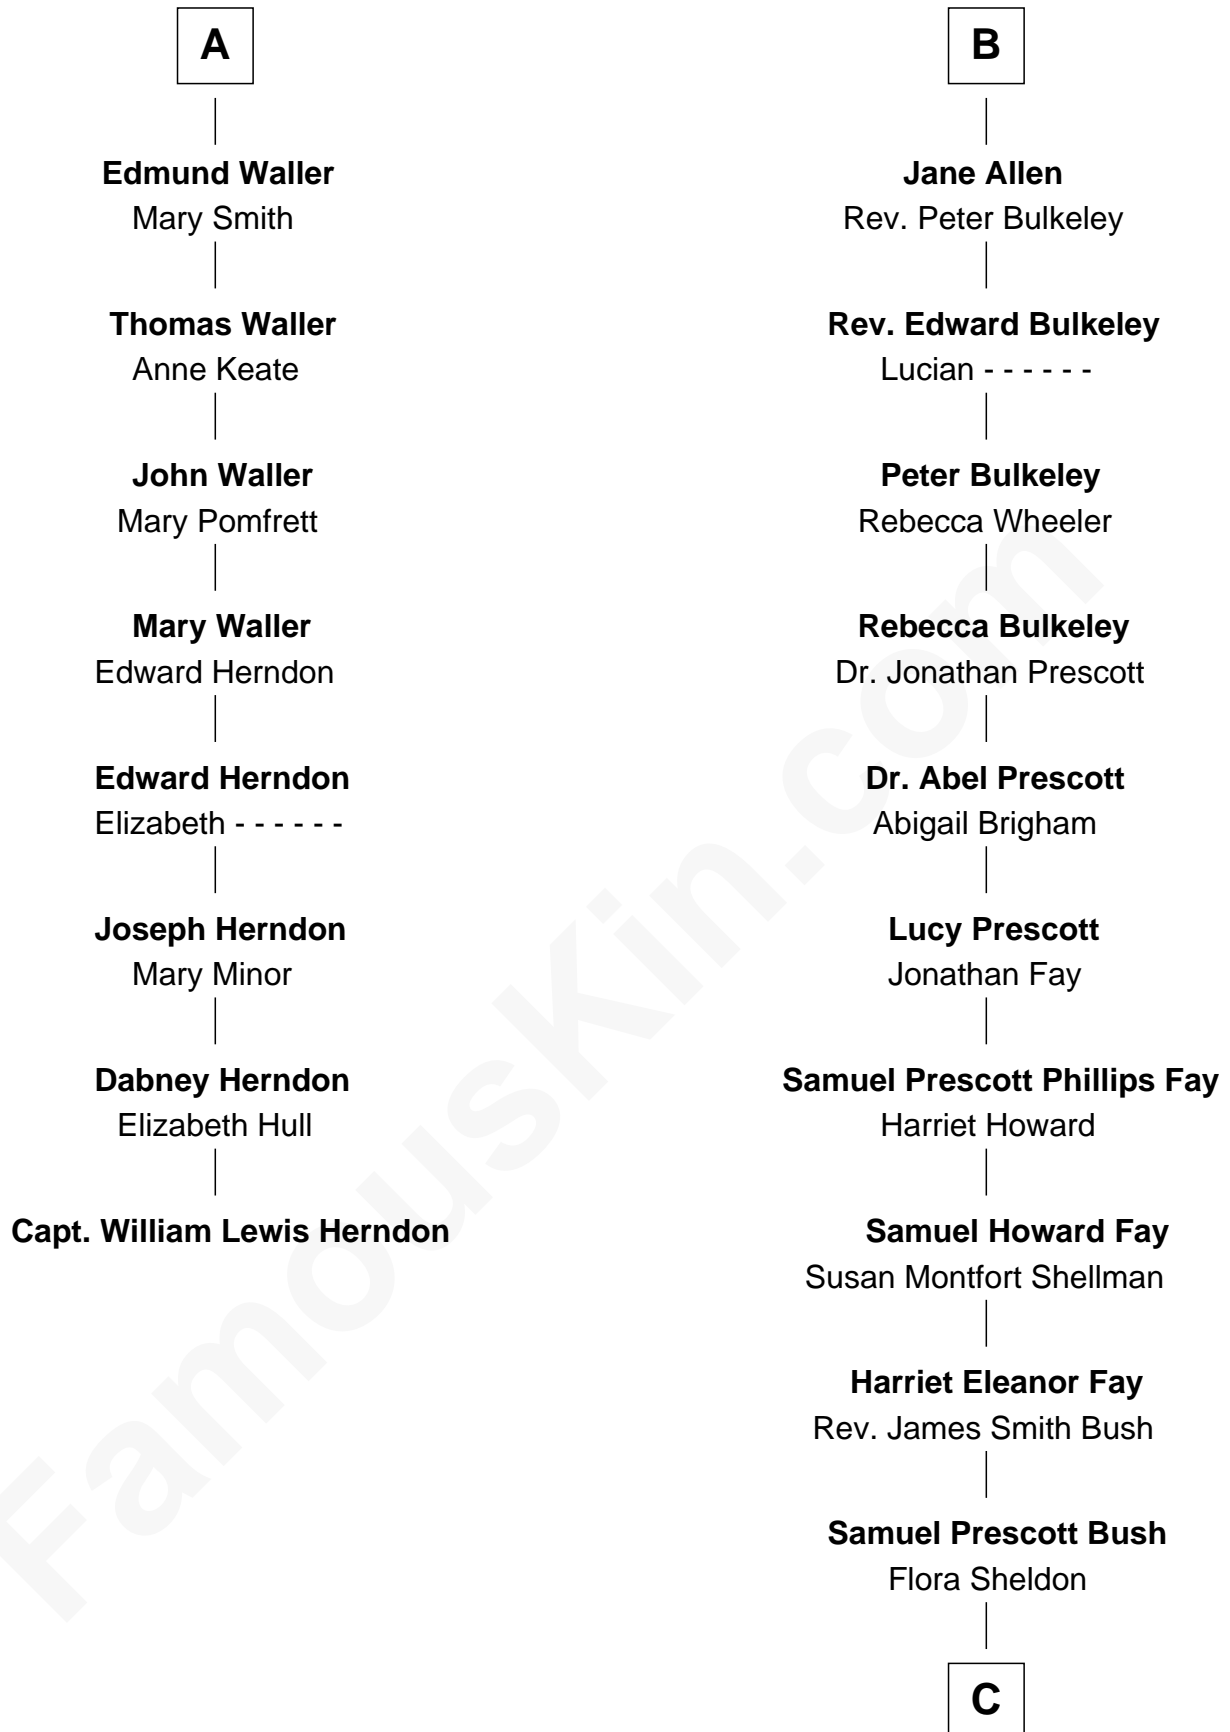 A
Edmund Waller
Mary Smith
Thomas Waller
Anne Keate
John Waller
Mary Pomfrett
Mary Waller
Edward Herndon
Edward Herndon
Elizabeth - - - - - -
Joseph Herndon
Mary Minor
Dabney Herndon
Elizabeth Hull
Capt. William Lewis Herndon
B
Jane Allen
Rev. Peter Bulkeley
Rev. Edward Bulkeley
Lucian - - - - - -
Peter Bulkeley
Rebecca Wheeler
Rebecca Bulkeley
Dr. Jonathan Prescott
Dr. Abel Prescott
Abigail Brigham
Lucy Prescott
Jonathan Fay
Samuel Prescott Phillips Fay
Harriet Howard
Samuel Howard Fay
Susan Montfort Shellman
Harriet Eleanor Fay
Rev. James Smith Bush
Samuel Prescott Bush
Flora Sheldon
C
FamousKin.com